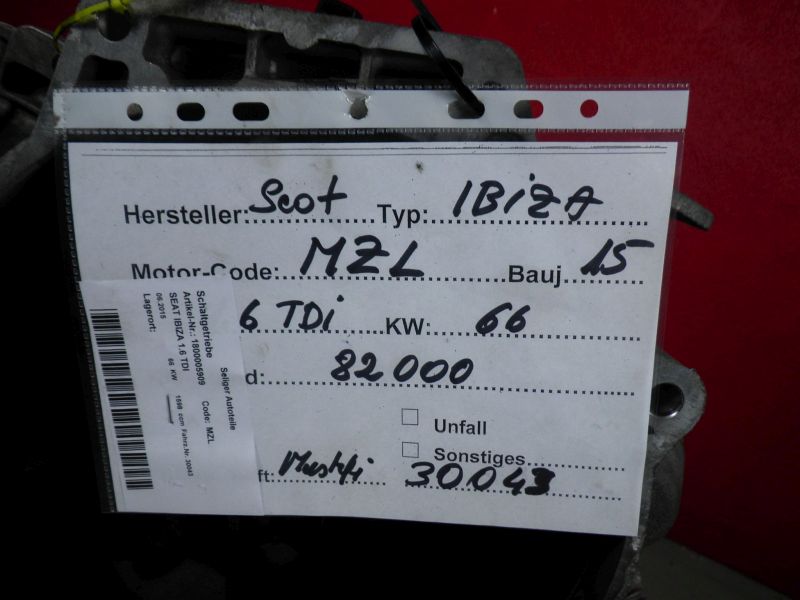 Hersteller: Seat Typ: IBIZA
Motor-Code: MZL Bauj 15
6 TDi KW: 66
d: 82000
Unfall
Sonstiges
ft: 30043
Seliger Autoteile
Schaltgetriebe
Artikel-Nr.: 1800005909 Code: MZL
SEAT IBIZA 1.6 TDI
06.2015 66 KW 1598 ccm Fahrz.Nr. 30043
Lagerort: